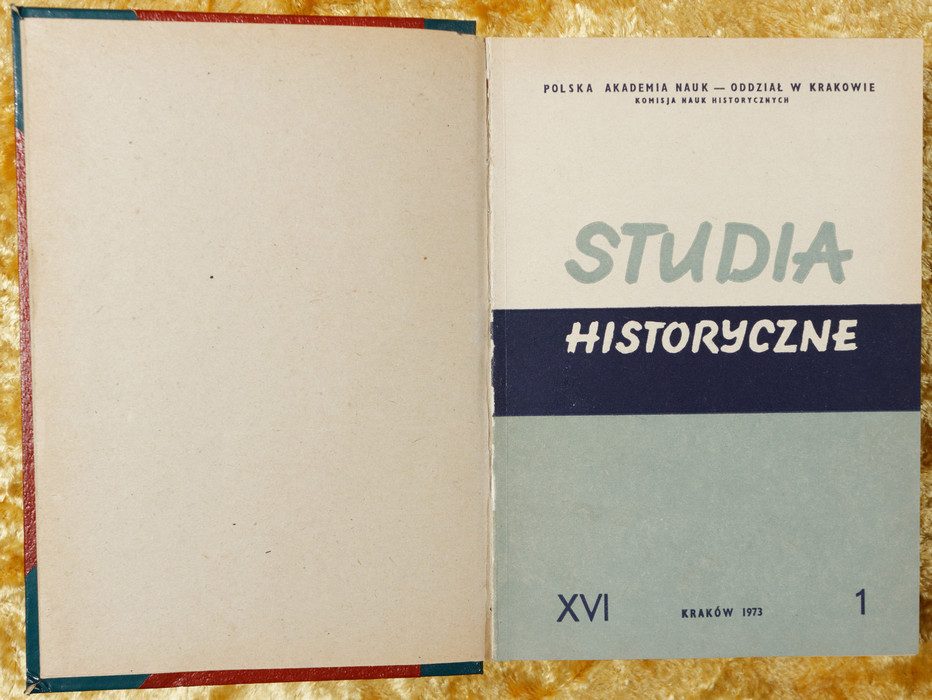 POLSKA AKADEMIA NAUK — ODDZIAŁ W KRAKOWIE
KOMISJA NAUK HISTORYCZNYCH
STUDIA
HISTORYCZNE
XVI KRAKÓW 1973 1